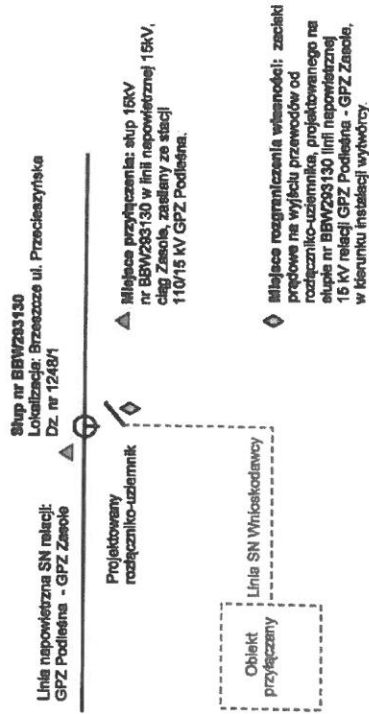 Linia napowietrzna SN relacji:
GPZ Podleśna - GPZ Zasole
Słup nr BBW293130
Lokalizacja: Brzeszcze ul. Przecieszyńska
Dz. nr 1248/1
Projektowany
rozłączniko-uziemnik
Miejsce przyłączenia: słup 15kV
nr BBW293130 w linii napowietrznej 15kV,
ciąg Zasole, zasilany ze stacji
110/15 kV GPZ Podleśna.
Obiekt
przyłączany
Linia SN Wnioskodawcy
Miejsce rozgraniczenia własności: zaciski
prądowe na wyjściu przewodów od
rozłączniko-uziemnika, projektowanego na
słupie nr BBW293130 linii napowietrznej
15 kV relacji GPZ Podleśna - GPZ Zasole,
w kierunku instalacji wytwórcy.